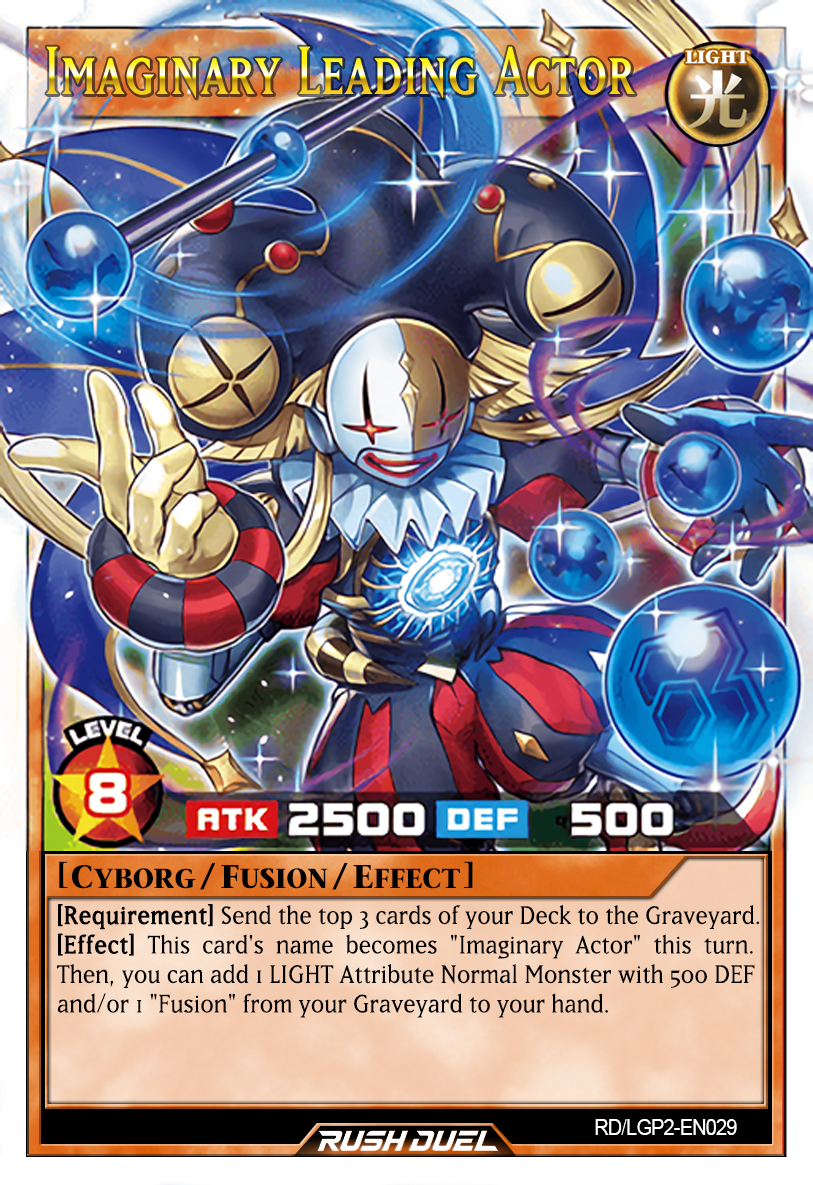 Imaginary Leading Actor
LIGHT
光
LEVEL
8
ATK 2500 DEF 500
[Cyborg / Fusion / Effect]
[Requirement] Send the top 3 cards of your Deck to the Graveyard.
[Effect] This card's name becomes "Imaginary Actor" this turn.
Then, you can add 1 LIGHT Attribute Normal Monster with 500 DEF
and/or 1 "Fusion" from your Graveyard to your hand.
RUSH DUEL
RD/LGP2-EN029